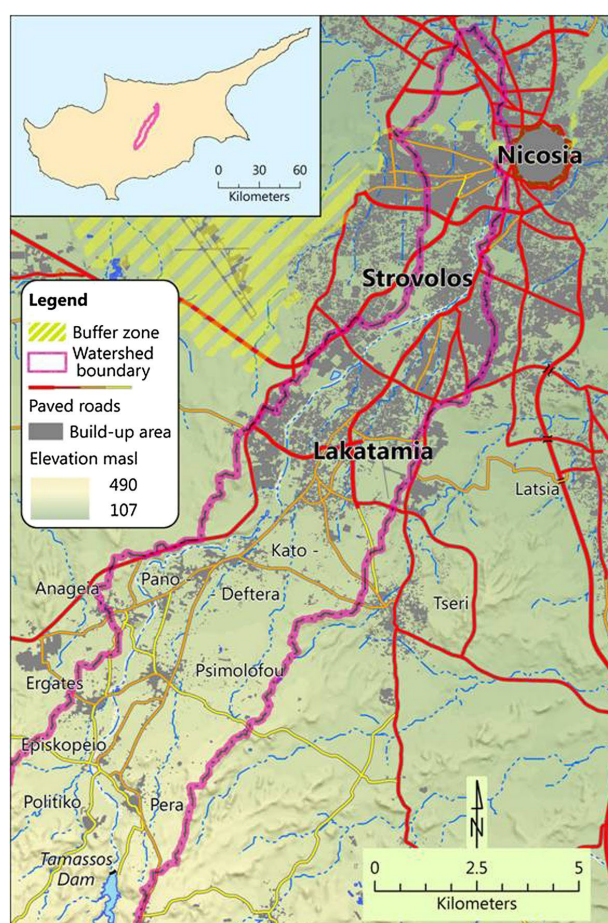 0 30 60
Kilometers
Nicosia
Strovolos
Legend
Buffer zone
Watershed
boundary
Paved roads
Build-up area
Elevation masl
490
107
Lakatamia
Latsia
Kato -
Anageia
Pano -
Deftera
Tseri
Psimolofou
Ergates
Episkopeio
Politiko
Pera
Tamassos
Dam
N
0 2.5 5
Kilometers